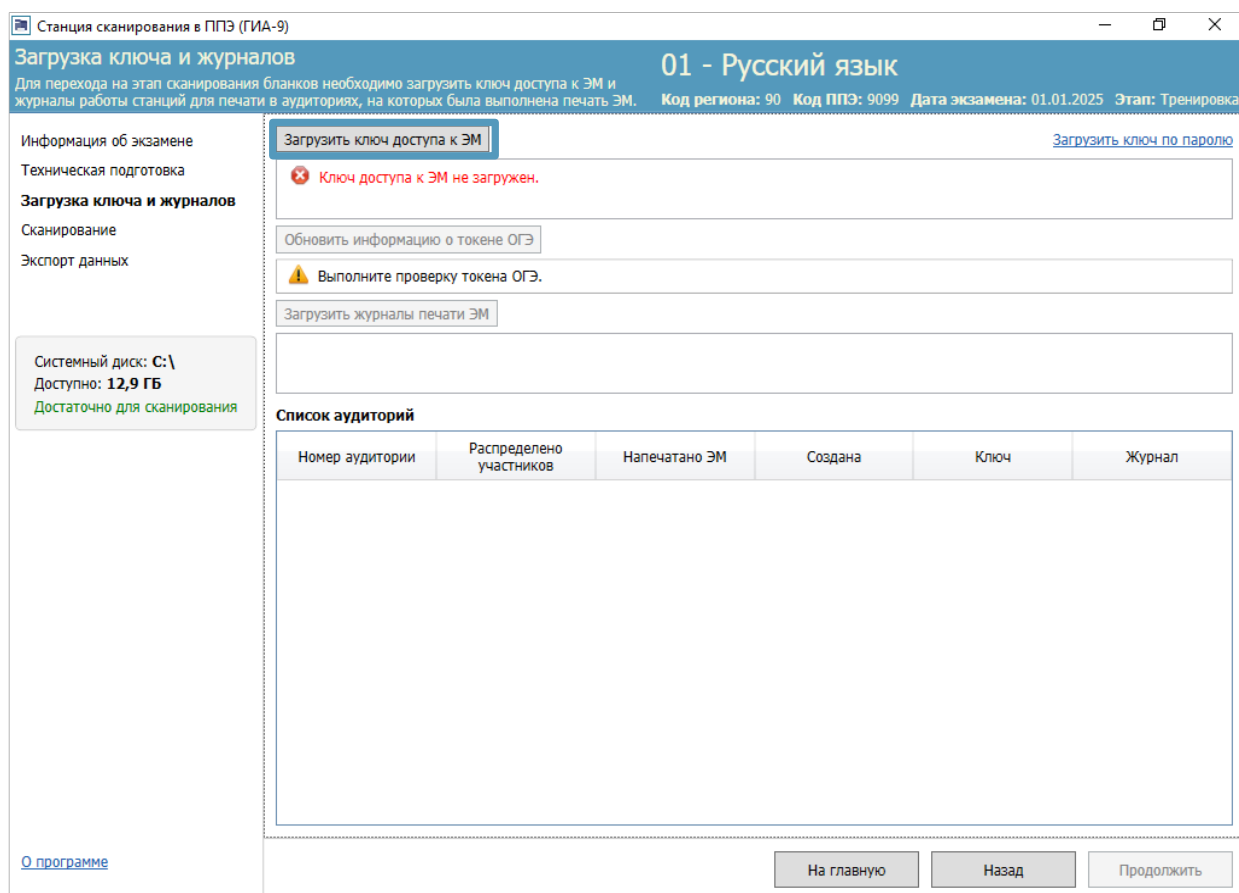 Станция сканирования в ППЭ (ГИА-9)
Загрузка ключа и журналов
Для перехода на этап сканирования бланков необходимо загрузить ключ доступа к ЭМ и
журналы работы станций для печати в аудиториях, на которых была выполнена печать ЭМ.
01 - Русский язык
Код региона: 90 Код ППЭ: 9099 Дата экзамена: 01.01.2025 Этап: Тренировка
Информация об экзамене
Техническая подготовка
Загрузка ключа и журналов
Сканирование
Экспорт данных
Системный диск: C:\
Доступно: 12,9 ГБ
Достаточно для сканирования
О программе
Загрузить ключ доступа к ЭМ
Загрузить ключ по паролю
Ключ доступа к ЭМ не загружен.
Обновить информацию о токене ОГЭ
Выполните проверку токена ОГЭ.
Загрузить журналы печати ЭМ
Список аудиторий
Номер аудитории
Распределено
участников
Напечатано ЭМ
Создана
Ключ
Журнал
На главную
Назад
Продолжить